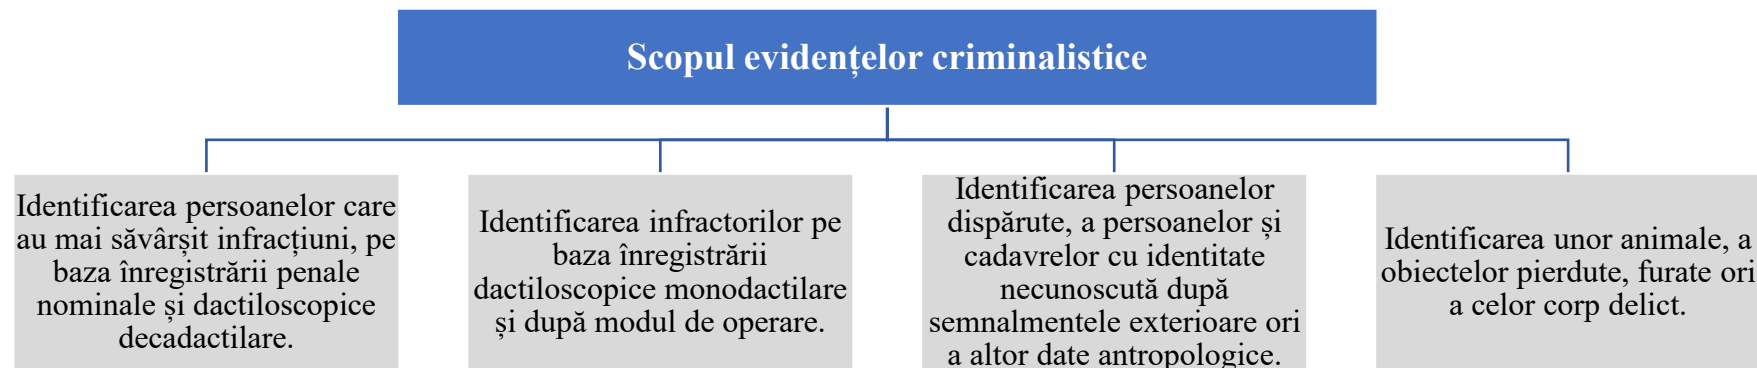 Scopul evidențelor criminalistice
Identificarea persoanelor care
au mai săvârșit infracțiuni, pe
baza înregistrării penale
nominale și dactiloscopice
decadactilare.
Identificarea infractorilor pe
baza înregistrării
dactiloscopice monodactilare
și după modul de operare.
Identificarea persoanelor
dispărute, a persoanelor și
cadavrelor cu identitate
necunoscută după
semnalmentele exterioare ori
a altor date antropologice.
Identificarea unor animale, a
obiectelor pierdute, furate ori
a celor corp delict.